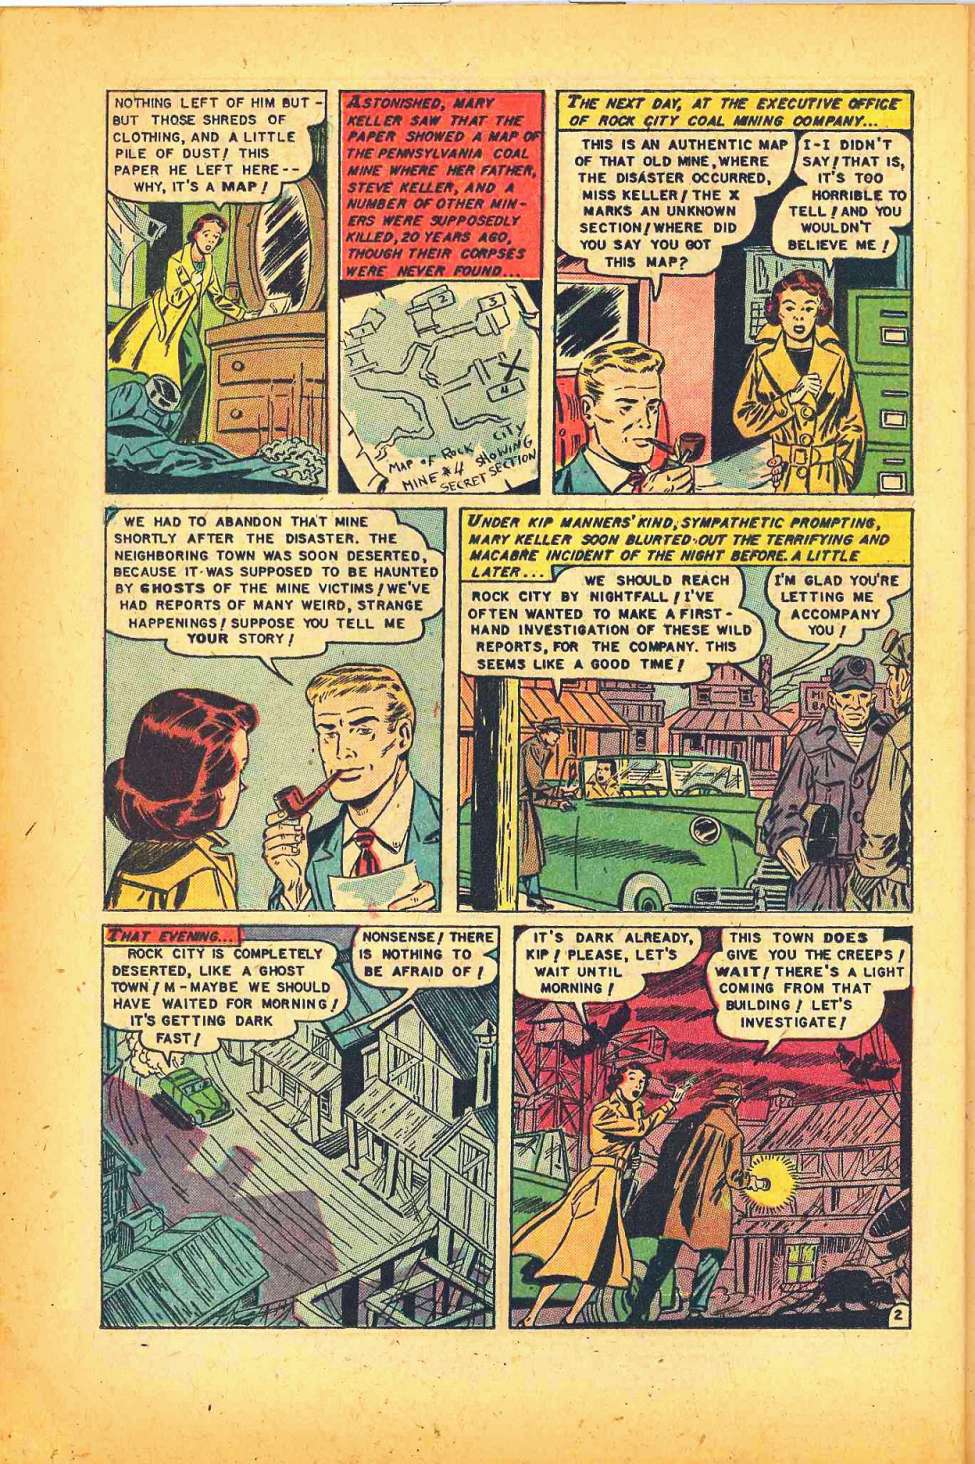 NOTHING LEFT OF HIM BUT -
BUT THOSE SHREDS OF
CLOTHING, AND A LITTLE
PILE OF DUST! THIS
PAPER HE LEFT HERE--
WHY, IT'S A MAP!
ASTONISHED, MARY
KELLER SAW THAT THE
PAPER SHOWED A MAP OF
THE PENNSYLVANIA COAL
MINE WHERE HER FATHER,
STEVE KELLER, AND A
NUMBER OF OTHER MIN-
ERS WERE SUPPOSEDLY
KILLED, 20 YEARS AGO,
THOUGH THEIR CORPSES
WERE NEVER FOUND...
1
2
3
X
4
MAP OF ROCK CITY
MINE #4 SHOWING
SECRET SECTION
THE NEXT DAY, AT THE EXECUTIVE OFFICE
OF ROCK CITY COAL MINING COMPANY...
THIS IS AN AUTHENTIC MAP
OF THAT OLD MINE, WHERE
THE DISASTER OCCURRED,
MISS KELLER! THE X
MARKS AN UNKNOWN
SECTION! WHERE DID
YOU SAY YOU GOT
THIS MAP?
I-I DIDN'T
SAY! THAT IS,
IT'S TOO
HORRIBLE TO
TELL! AND YOU
WOULDN'T
BELIEVE ME!
WE HAD TO ABANDON THAT MINE
SHORTLY AFTER THE DISASTER. THE
NEIGHBORING TOWN WAS SOON DESERTED,
BECAUSE IT WAS SUPPOSED TO BE HAUNTED
BY GHOSTS OF THE MINE VICTIMS! WE'VE
HAD REPORTS OF MANY WEIRD, STRANGE
HAPPENINGS! SUPPOSE YOU TELL ME
YOUR STORY!
UNDER KIP MANNERS' KIND, SYMPATHETIC PROMPTING,
MARY KELLER SOON BLURTED OUT THE TERRIFYING AND
MACABRE INCIDENT OF THE NIGHT BEFORE. A LITTLE
LATER...
WE SHOULD REACH
ROCK CITY BY NIGHTFALL! I'VE
OFTEN WANTED TO MAKE A FIRST-
HAND INVESTIGATION OF THESE WILD
REPORTS, FOR THE COMPANY. THIS
SEEMS LIKE A GOOD TIME!
I'M GLAD YOU'RE
LETTING ME
ACCOMPANY
YOU!
THAT EVENING...
ROCK CITY IS COMPLETELY
DESERTED, LIKE A GHOST
TOWN! M-MAYBE WE SHOULD
HAVE WAITED FOR MORNING!
IT'S GETTING DARK
FAST!
NONSENSE! THERE
IS NOTHING TO
BE AFRAID OF!
IT'S DARK ALREADY,
KIP! PLEASE, LET'S
WAIT UNTIL
MORNING!
THIS TOWN DOES
GIVE YOU THE CREEPS!
WAIT! THERE'S A LIGHT
COMING FROM THAT
BUILDING! LET'S
INVESTIGATE!
2